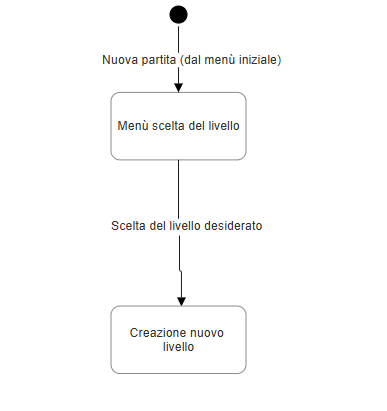 Nuova partita (dal menù iniziale)
Menù scelta del livello
Scelta del livello desiderato
Creazione nuovo
livello